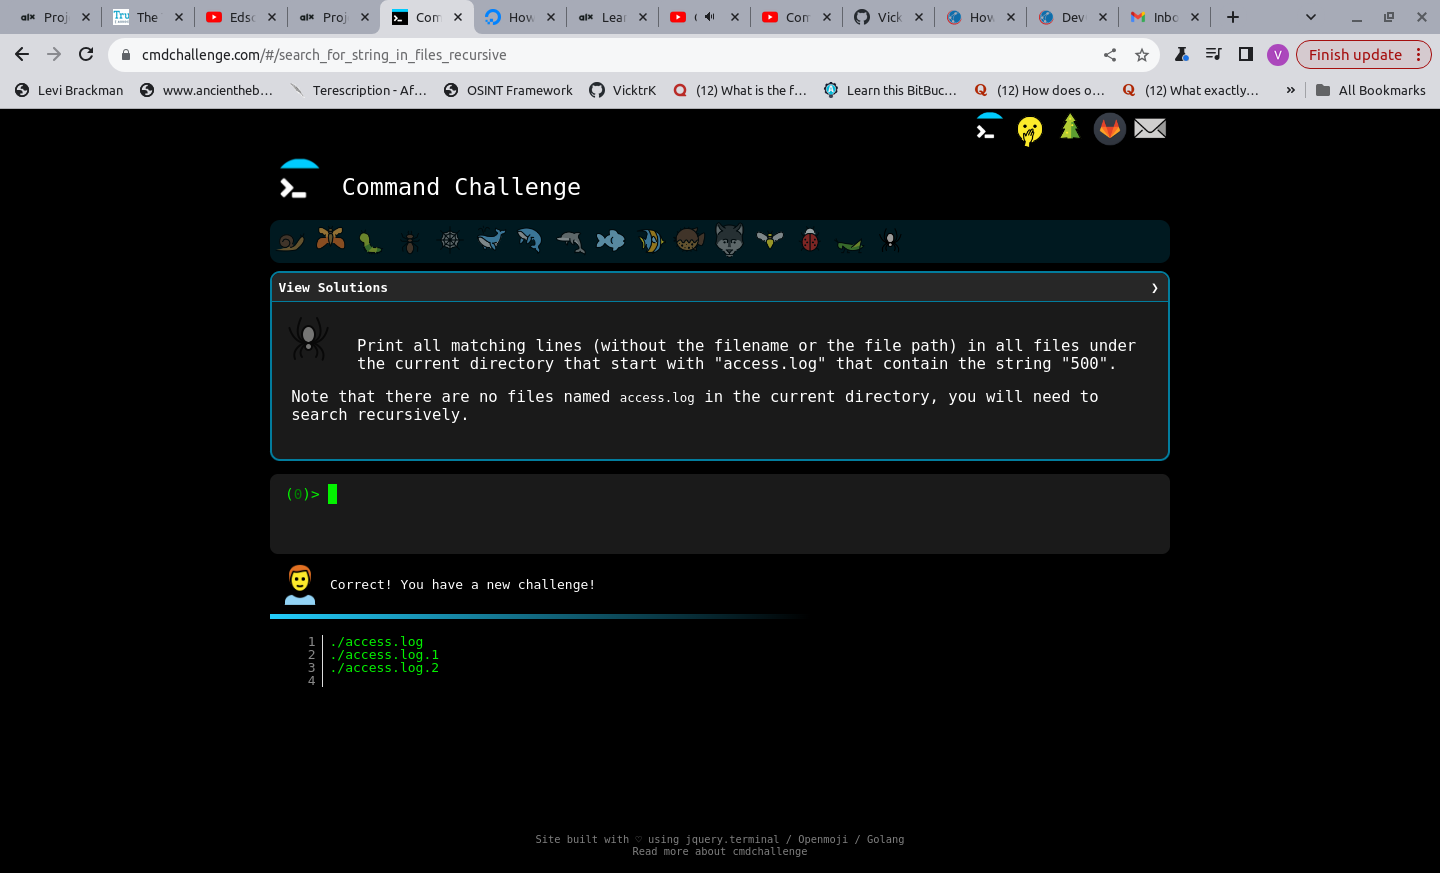 alx Proj
The
Edsc
alx Proj
Com
How
alx Lear
Con
Vick
How
Dev
Inbo
cmdchallenge.com/#/search_for_string_in_files_recursive
V
Finish update
Levi Brackman
www.ancientheb…
Terescription - Af…
OSINT Framework
VicktrK
(12) What is the f…
Learn this BitBuc…
(12) How does o…
(12) What exactly…
»
All Bookmarks
Command Challenge
View Solutions ❯
Print all matching lines (without the filename or the file path) in all files under
the current directory that start with "access.log" that contain the string "500".
Note that there are no files named access.log in the current directory, you will need to
search recursively.
(0)>
Correct! You have a new challenge!
1 ./access.log
2 ./access.log.1
3 ./access.log.2
4
Site built with ♡ using jquery.terminal / Openmoji / Golang
Read more about cmdchallenge